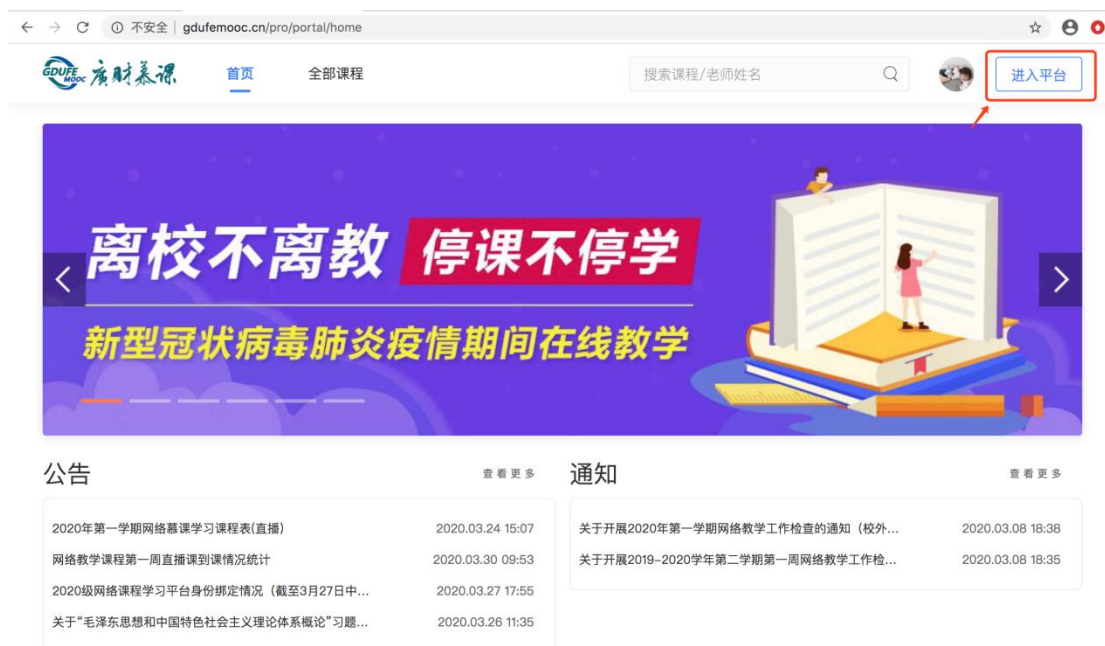 不安全 | gdufemooc.cn/pro/portal/home
GDUFE MOOC 广财慕课 首页 全部课程 搜索课程/老师姓名 进入平台
离校不离教 停课不停学
新型冠状病毒肺炎疫情期间在线教学
公告 查看更多
2020年第一学期网络慕课学习课程表(直播) 2020.03.24 15:07
网络教学课程第一周直播课到课情况统计 2020.03.30 09:53
2020级网络课程学习平台身份绑定情况（截至3月27日中... 2020.03.27 17:55
关于“毛泽东思想和中国特色社会主义理论体系概论”习题... 2020.03.26 11:35
通知 查看更多
关于开展2020年第一学期网络教学工作检查的通知（校外... 2020.03.08 18:38
关于开展2019-2020学年第二学期第一周网络教学工作检... 2020.03.08 18:35